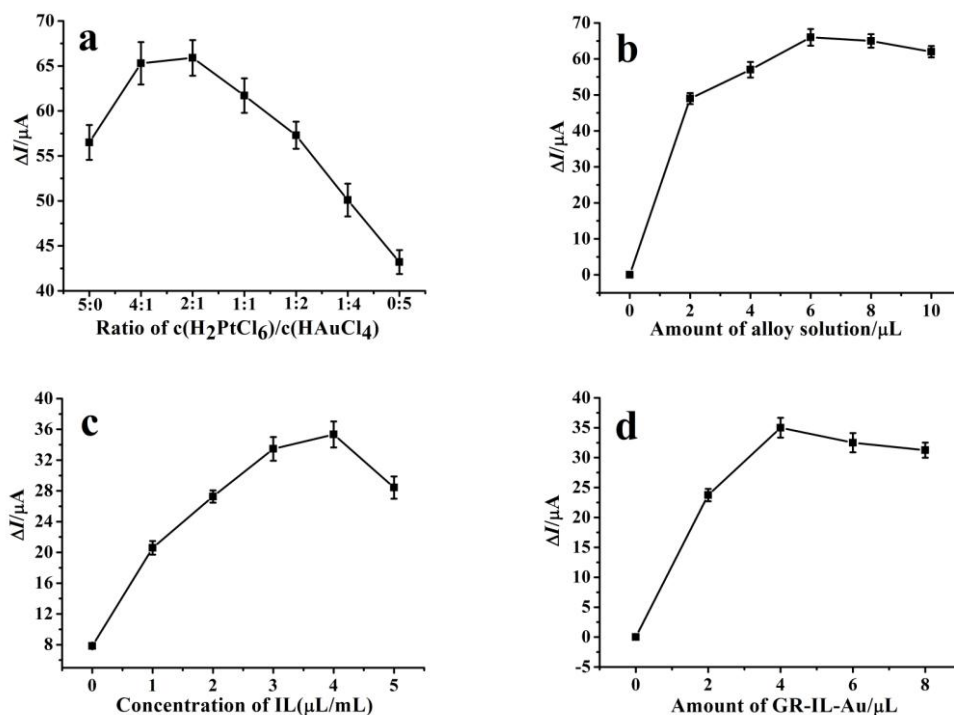 a
70
65
60
55
50
45
40
ΔI/μA
5:0 4:1 2:1 1:1 1:2 1:4 0:5
Ratio of c(H2PtCl6)/c(HAuCl4)
b
70
60
50
40
30
20
10
0
ΔI/μA
0 2 4 6 8 10
Amount of alloy solution/μL
c
40
36
32
28
24
20
16
12
8
ΔI/μA
0 1 2 3 4 5
Concentration of IL(μL/mL)
d
40
35
30
25
20
15
10
5
0
-5
ΔI/μA
0 2 4 6 8
Amount of GR-IL-Au/μL